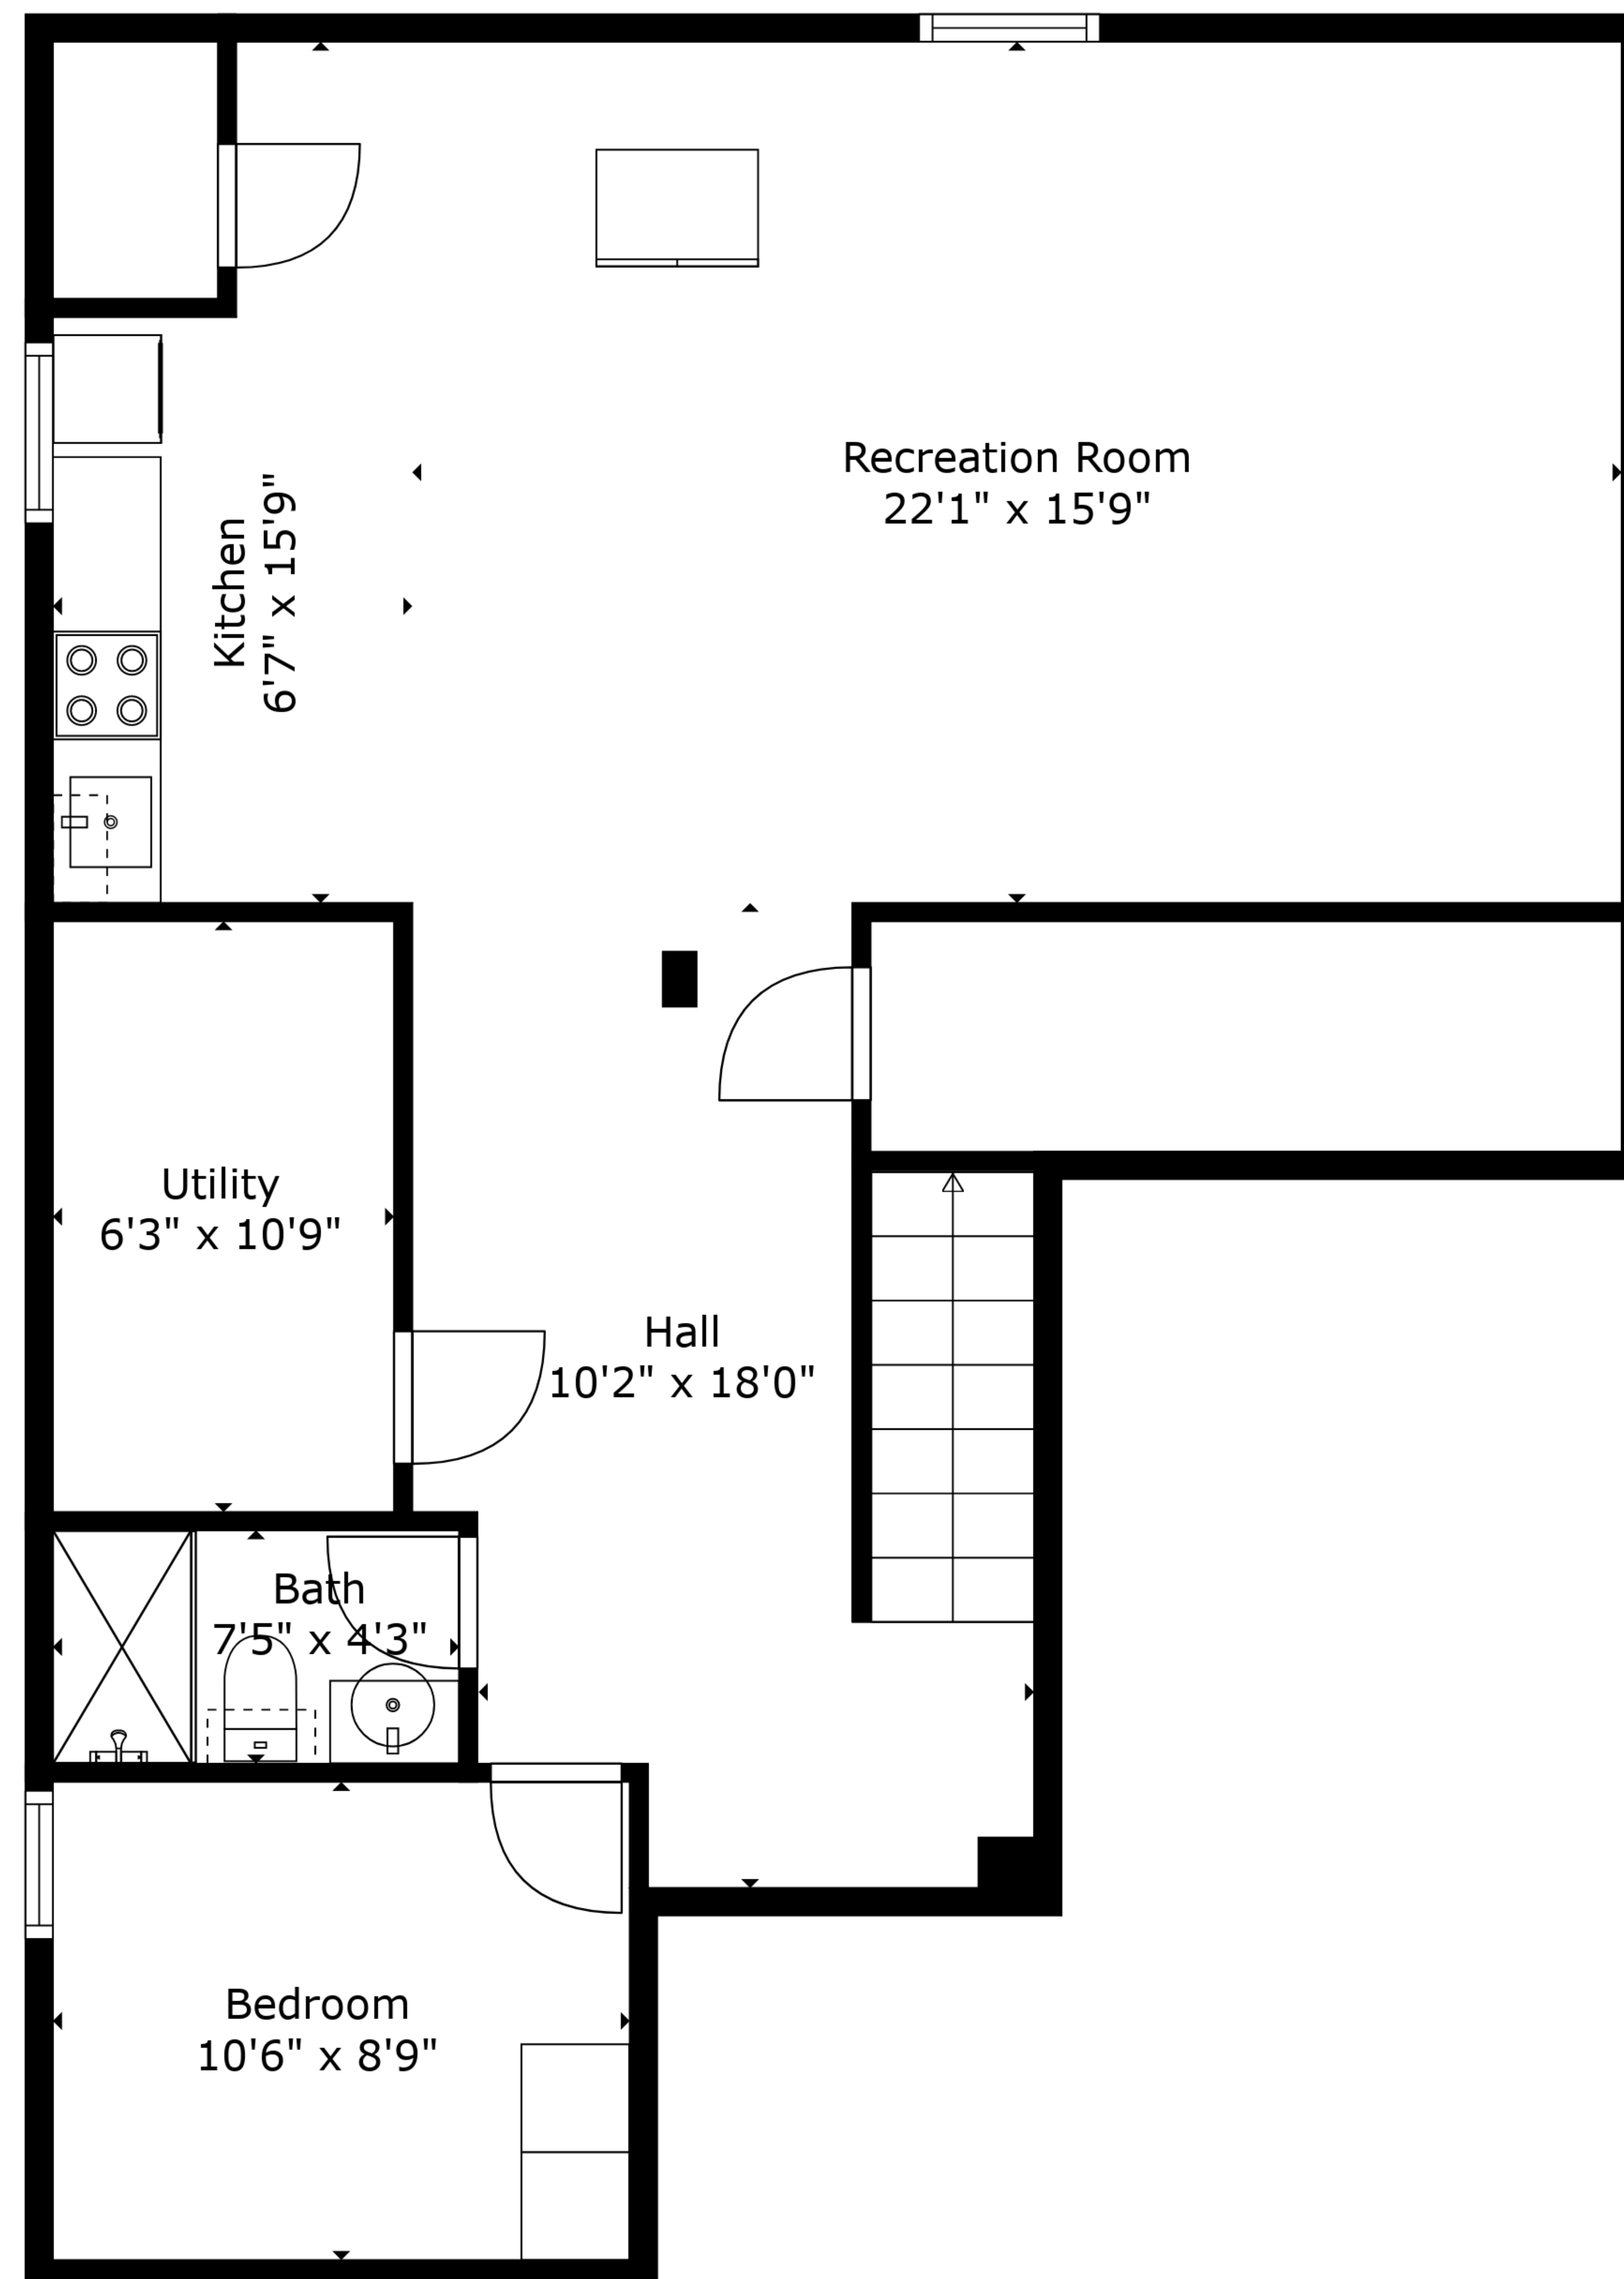 Recreation Room
22'1" x 15'9"
Kitchen
6'7" x 15'9"
Utility
6'3" x 10'9"
Hall
10'2" x 18'0"
Bath
7'5" x 4'3"
Bedroom
10'6" x 8'9"